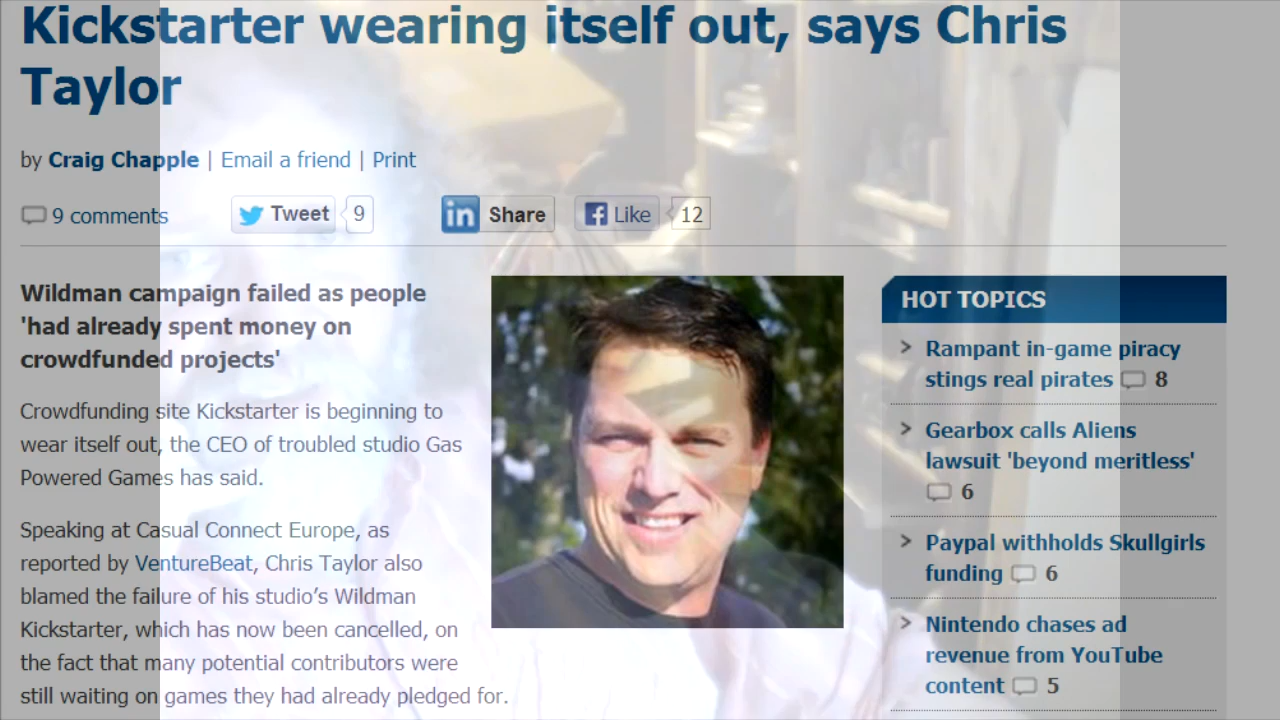 Kickstarter wearing itself out, says Chris
Taylor
by Craig Chapple | Email a friend | Print
9 comments
Tweet 9
in Share
f Like 12
Wildman campaign failed as people
'had already spent money on
crowdfunded projects'
Crowdfunding site Kickstarter is beginning to
wear itself out, the CEO of troubled studio Gas
Powered Games has said.
Speaking at Casual Connect Europe, as
reported by VentureBeat, Chris Taylor also
blamed the failure of his studio’s Wildman
Kickstarter, which has now been cancelled, on
the fact that many potential contributors were
still waiting on games they had already pledged for.
HOT TOPICS
Rampant in-game piracy
stings real pirates 8
Gearbox calls Aliens
lawsuit 'beyond meritless'
6
Paypal withholds Skullgirls
funding 6
Nintendo chases ad
revenue from YouTube
content 5